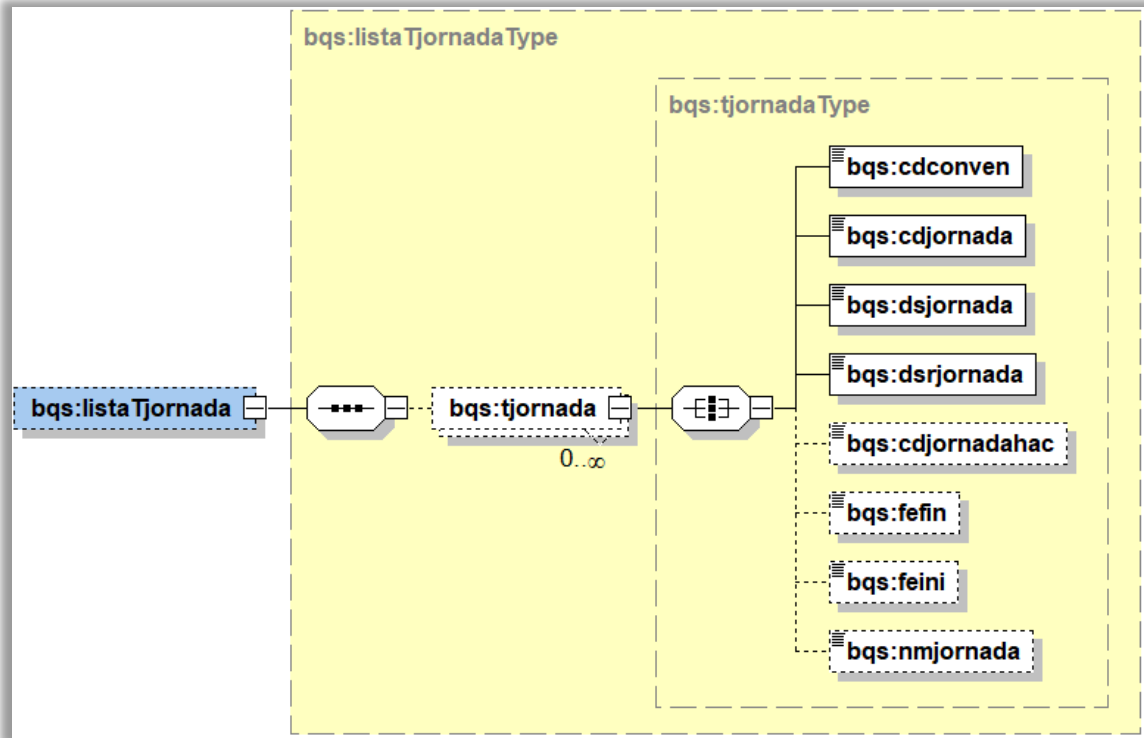 bqs:listaTjornadaType
bqs:tjornadaType
bqs:cdconven
bqs:cdjornada
bqs:dsjornada
bqs:dsrjornada
bqs:listaTjornada
bqs:tjornada
0..∞
bqs:cdjornadahac
bqs:fefin
bqs:feini
bqs:nmjornada